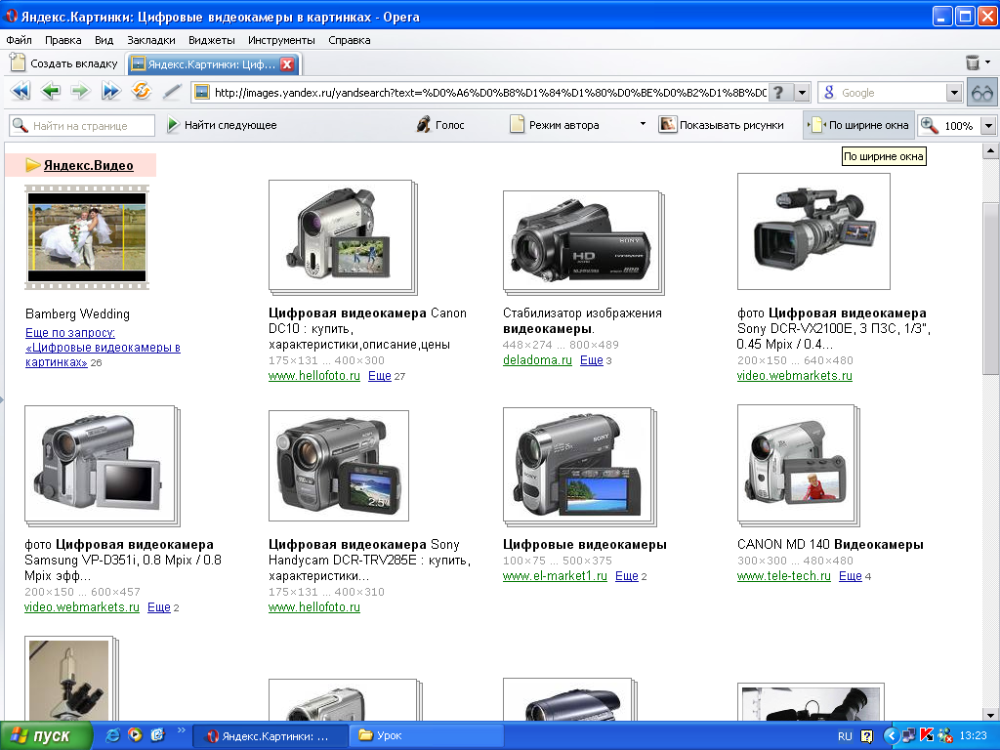 Яндекс.Картинки: Цифровые видеокамеры в картинках - Opera
Файл Правка Вид Закладки Виджеты Инструменты Справка
Создать вкладку Яндекс.Картинки: Циф...
http://images.yandex.ru/yandsearch?text=%D0%A6%D0%B8%D1%84%D1%80%D0%BE%D0%B2%D1%8B%D0 ? Google
Найти на странице Найти следующее Голос Режим автора Показывать рисунки По ширине окна 100%
По ширине окна
Яндекс.Видео
Bamberg Wedding
Еще по запросу:
«Цифровые видеокамеры в
картинках» 26
Цифровая видеокамера Canon
DC10 : купить,
характеристики,описание,цены
175×131 ... 400×300
www.hellofoto.ru Еще 27
SONY
HD
Стабилизатор изображения
видеокамеры.
448×274 ... 800×489
deladoma.ru Еще 3
фото Цифровая видеокамера
Sony DCR-VX2100E, 3 ПЗС, 1/3",
0.45 Mpix / 0.4...
200×150 ... 640×480
video.webmarkets.ru
фото Цифровая видеокамера
Samsung VP-D351i, 0.8 Mpix / 0.8
Mpix эфф...
200×150 ... 600×457
video.webmarkets.ru Еще 2
2.5"
Цифровая видеокамера Sony
Handycam DCR-TRV285E : купить,
характеристики...
175×131 ... 400×310
www.hellofoto.ru
SONY
SONY
Цифровые видеокамеры
100×75 ... 500×375
www.el-market1.ru Еще 2
CANON MD 140 Видеокамеры
300×300 ... 480×480
www.tele-tech.ru Еще 4
пуск Яндекс.Картинки: ... Урок RU 13:23